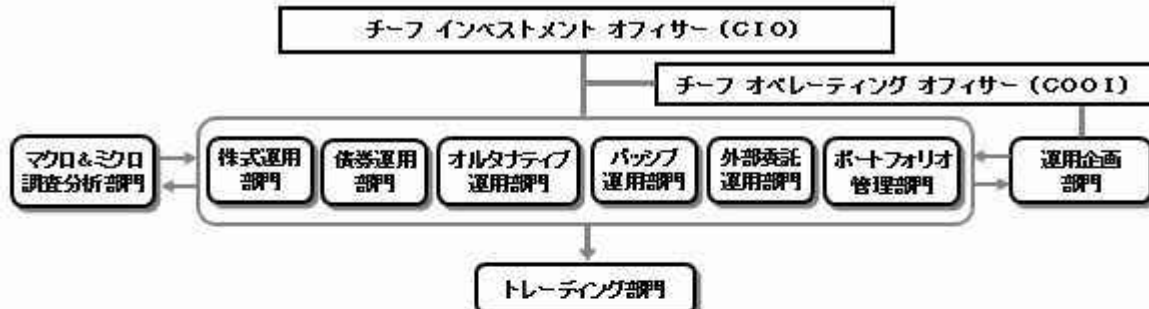 チーフ インベストメント オフィサー (CIO)
チーフ オペレーティング オフィサー (COOI)
マクロ&ミクロ
調査分析部門
株式運用
部門
債券運用
部門
オルタナティブ
運用部門
パッシブ
運用部門
外部委託
運用部門
ポートフォリオ
管理部門
運用企画
部門
トレーディング部門